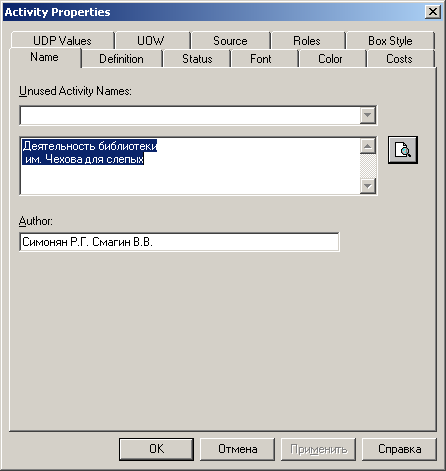 Activity Properties
UDP Values UOW Source Roles Box Style
Name Definition Status Font Color Costs
Unused Activity Names:
Деятельность библиотеки
им. Чехова для слепых
Author:
Симонян Р.Г. Смагин В.В.
OK Отмена Применить Справка